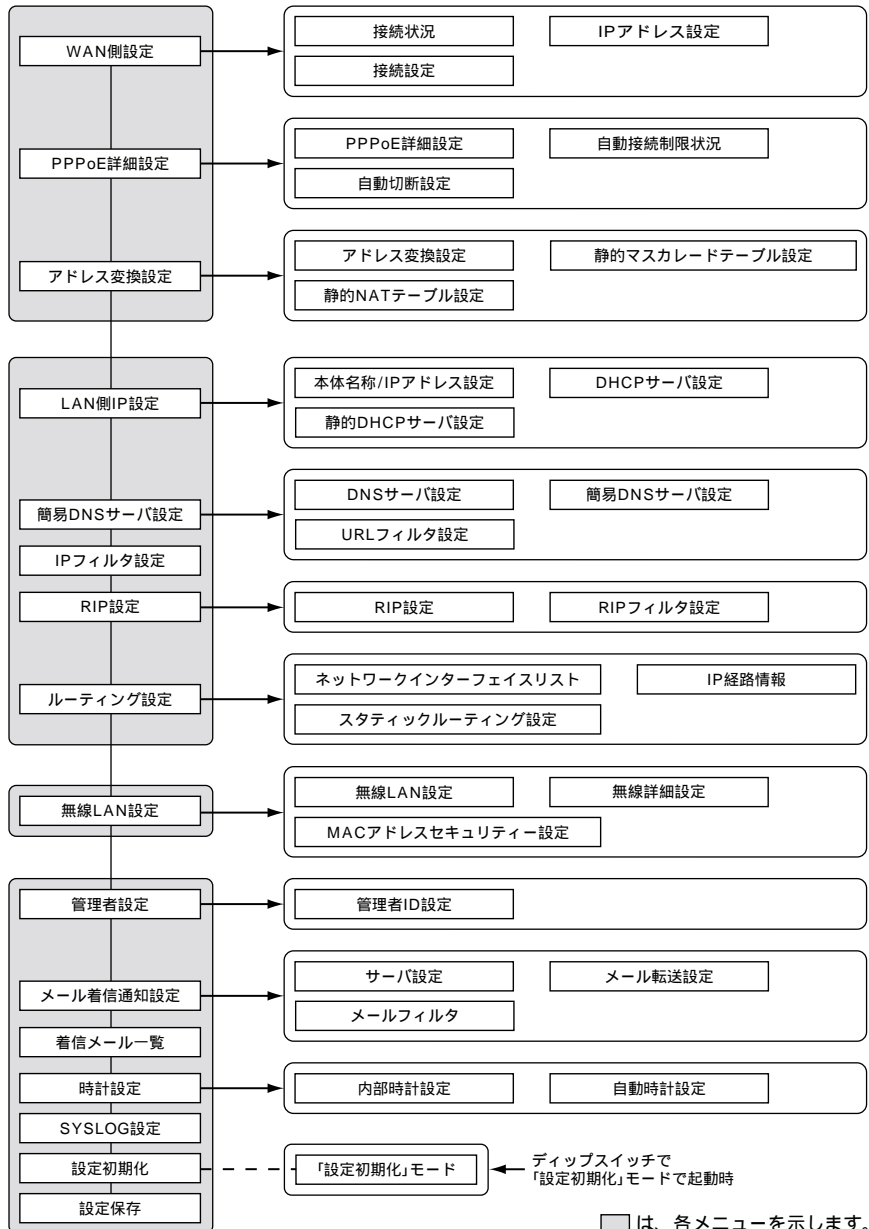 WAN側設定
接続状況
IPアドレス設定
接続設定
PPPoE詳細設定
PPPoE詳細設定
自動接続制限状況
自動切断設定
アドレス変換設定
アドレス変換設定
静的マスカレードテーブル設定
静的NATテーブル設定
LAN側IP設定
本体名称/IPアドレス設定
DHCPサーバ設定
静的DHCPサーバ設定
簡易DNSサーバ設定
DNSサーバ設定
簡易DNSサーバ設定
URLフィルタ設定
IPフィルタ設定
RIP設定
RIP設定
RIPフィルタ設定
ルーティング設定
ネットワークインターフェイスリスト
IP経路情報
スタティックルーティング設定
無線LAN設定
無線LAN設定
無線詳細設定
MACアドレスセキュリティー設定
管理者設定
管理者ID設定
メール着信通知設定
サーバ設定
メール転送設定
メールフィルタ
着信メール一覧
時計設定
内部時計設定
自動時計設定
SYSLOG設定
設定初期化
「設定初期化」モード
ディップスイッチで
「設定初期化」モードで起動時
設定保存
は、各メニューを示します。